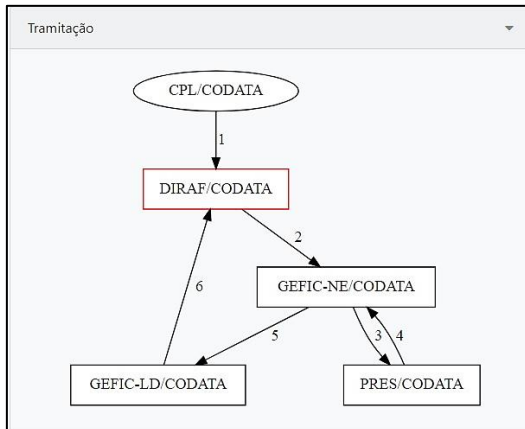 Tramitação
CPL/CODATA
1
DIRAF/CODATA
2
GEFIC-NE/CODATA
6
5
3
4
GEFIC-LD/CODATA
PRES/CODATA